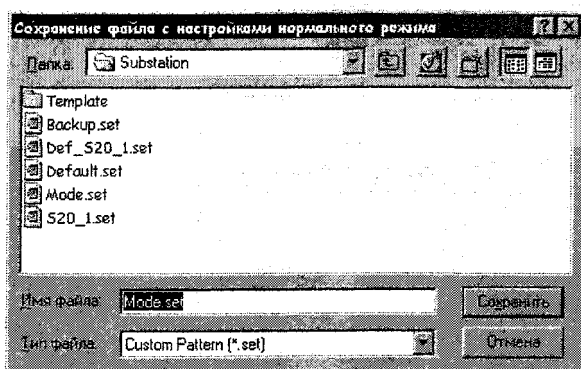 Сохранение файла с настройками нормального режима
Папка: Substation
Template
Backup.set
Def_S20_1.set
Default.set
Mode.set
S20_1.set
Имя файла: Mode.set
Сохранить
Тип файла: Custom Pattern (*.set)
Отмена